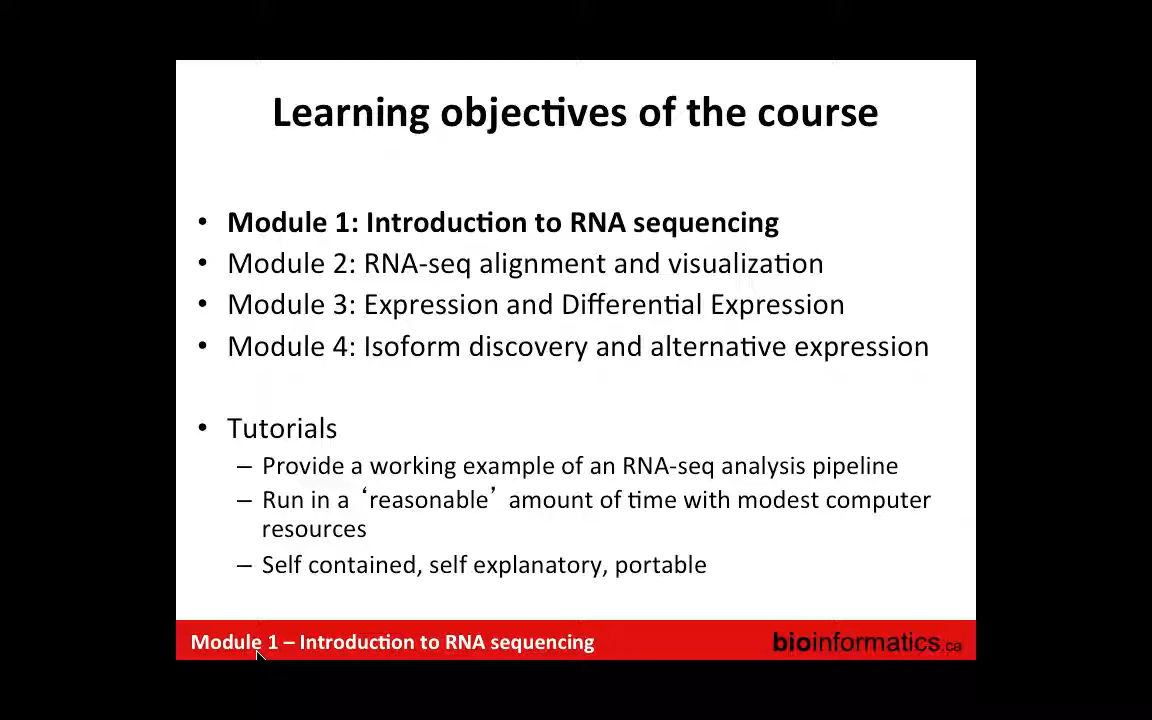 Learning objectives of the course
• Module 1: Introduction to RNA sequencing
• Module 2: RNA-seq alignment and visualization
• Module 3: Expression and Differential Expression
• Module 4: Isoform discovery and alternative expression
• Tutorials
– Provide a working example of an RNA-seq analysis pipeline
– Run in a ‘reasonable’ amount of time with modest computer
resources
– Self contained, self explanatory, portable
Module 1 – Introduction to RNA sequencing
bioinformatics.ca